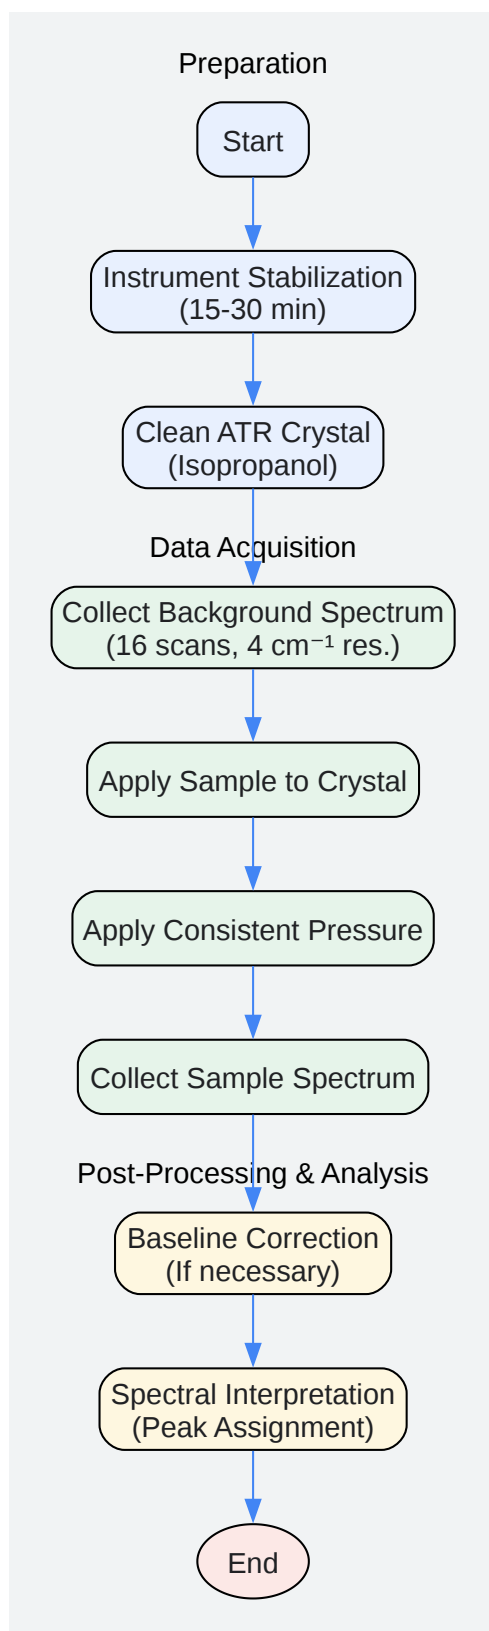 Preparation
Start
Instrument Stabilization
(15-30 min)
Clean ATR Crystal
(Isopropanol)
Data Acquisition
Collect Background Spectrum
(16 scans, 4 cm⁻¹ res.)
Apply Sample to Crystal
Apply Consistent Pressure
Collect Sample Spectrum
Post-Processing & Analysis
Baseline Correction
(If necessary)
Spectral Interpretation
(Peak Assignment)
End